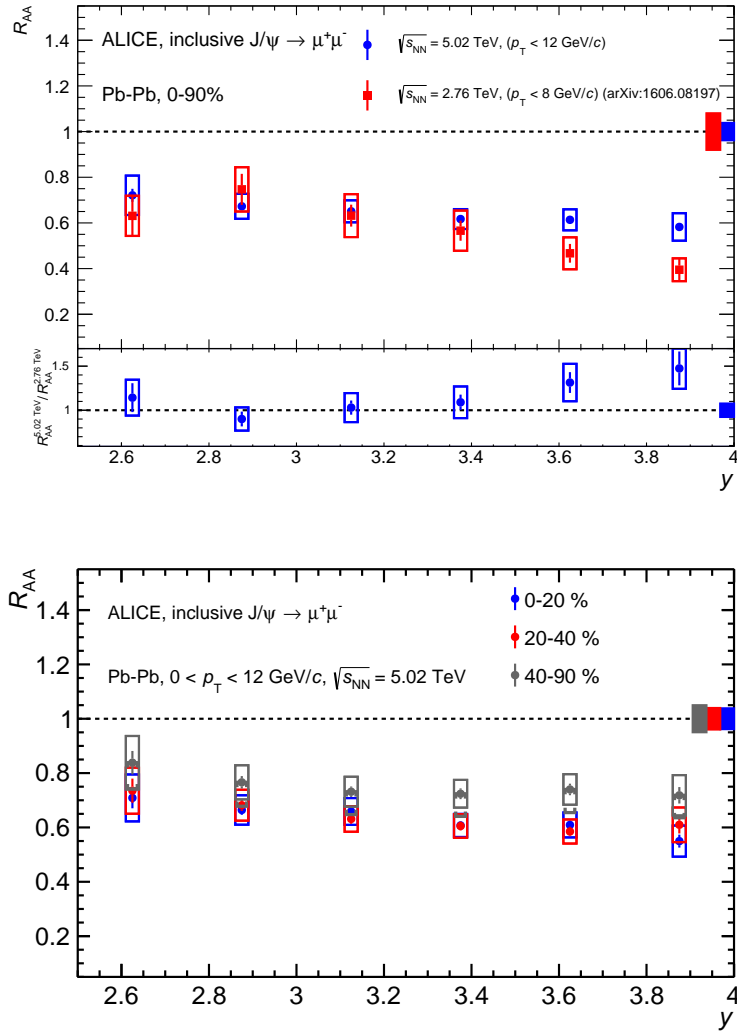 R_AA
ALICE, inclusive J/ψ → μ⁺μ⁻
√s_NN = 5.02 TeV, (p_T < 12 GeV/c)
Pb-Pb, 0-90%
√s_NN = 2.76 TeV, (p_T < 8 GeV/c) (arXiv:1606.08197)
1.4
1.2
1
0.8
0.6
0.4
0.2
R_AA^5.02 TeV/R_AA^2.76 TeV
1.5
1
2.6 2.8 3 3.2 3.4 3.6 3.8 4
y
R_AA
ALICE, inclusive J/ψ → μ⁺μ⁻
0-20 %
20-40 %
Pb-Pb, 0 < p_T < 12 GeV/c, √s_NN = 5.02 TeV
40-90 %
1.4
1.2
1
0.8
0.6
0.4
0.2
2.6 2.8 3 3.2 3.4 3.6 3.8 4
y